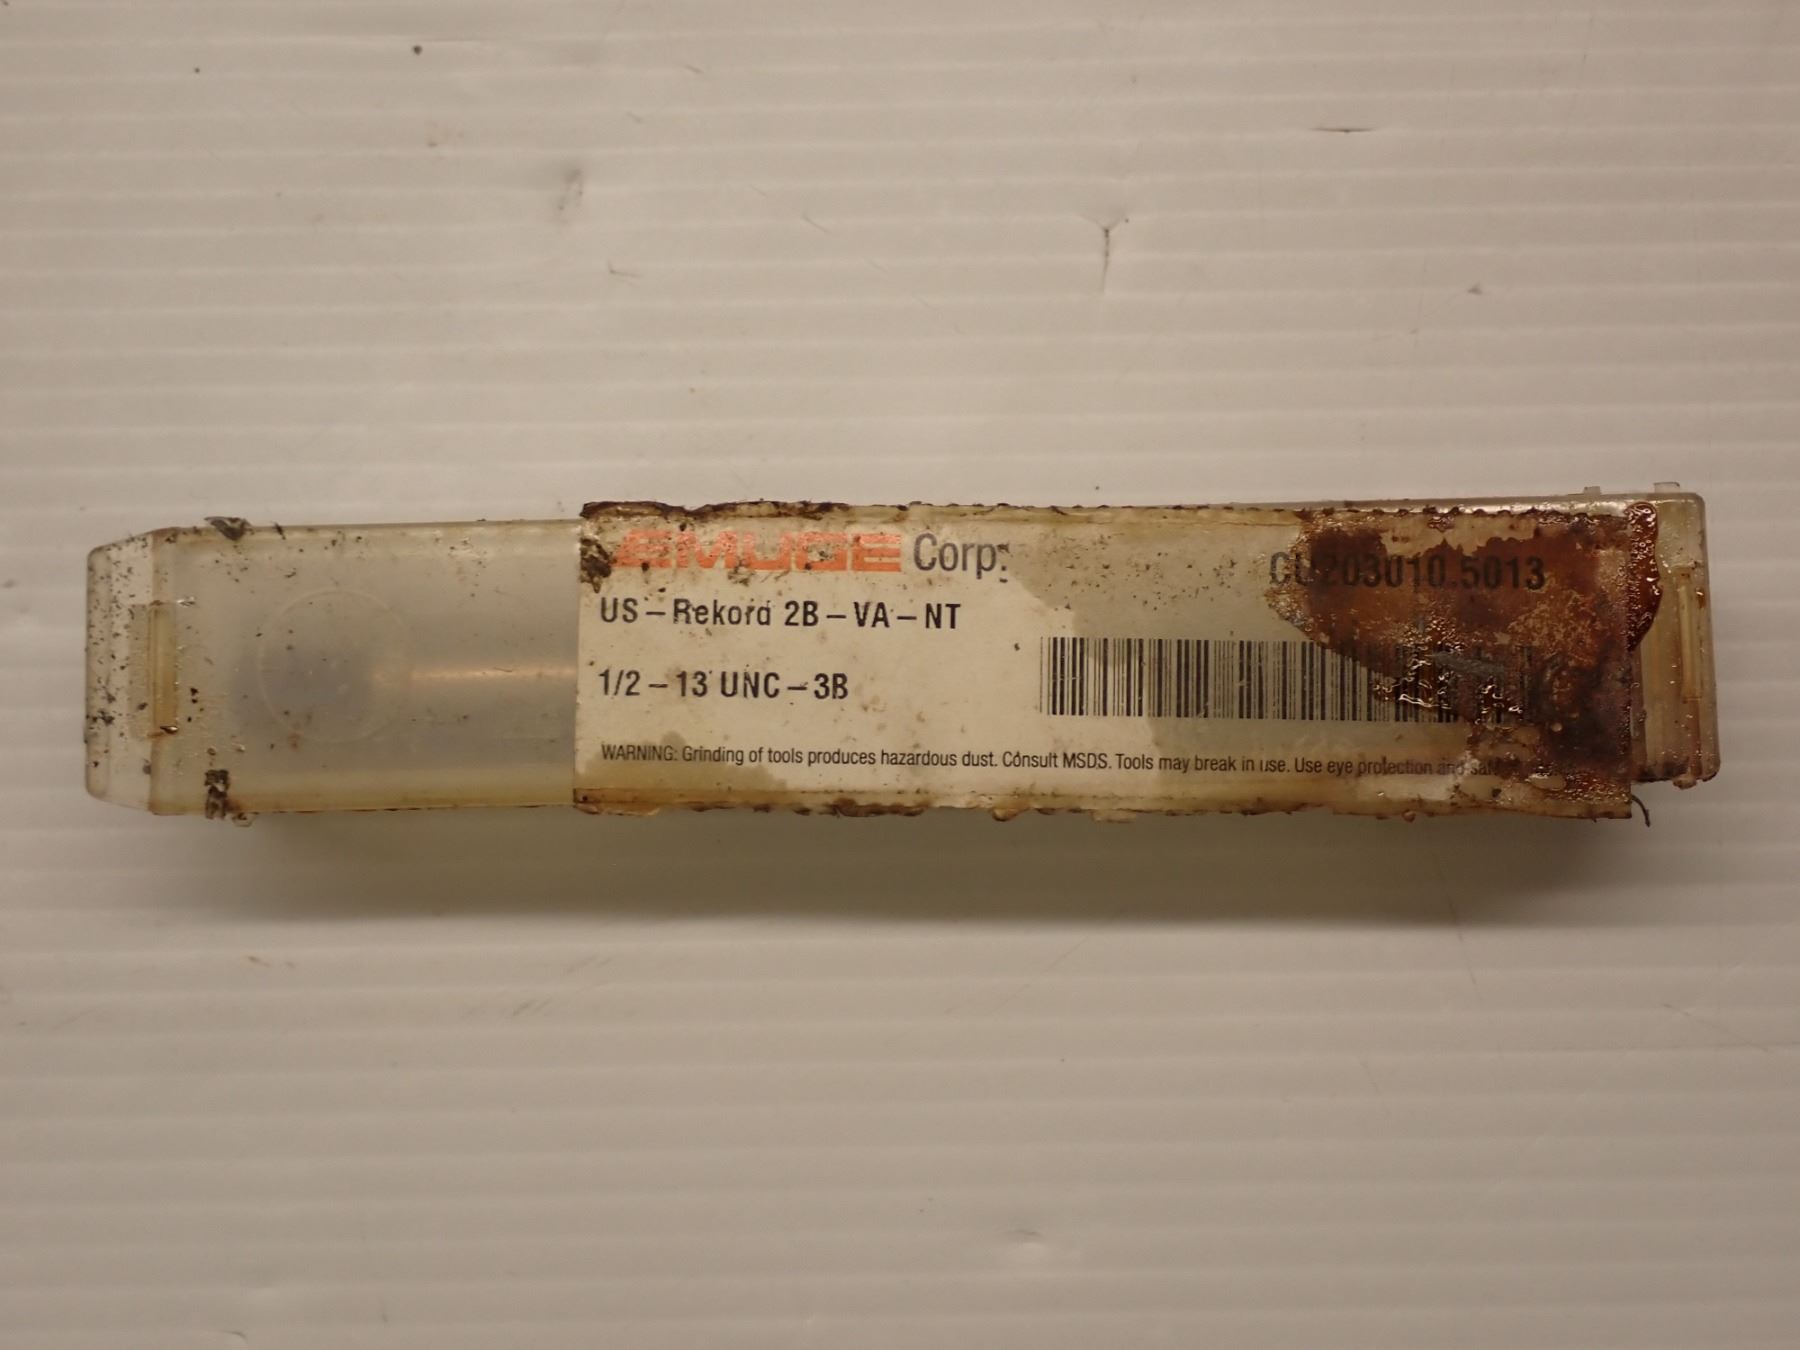 EMUGE Corp.
CU203010.5013
US-Rekord 2B-VA-NT
1/2-13 UNC-3B
WARNING: Grinding of tools produces hazardous dust. Consult MSDS. Tools may break in use. Use eye protection and